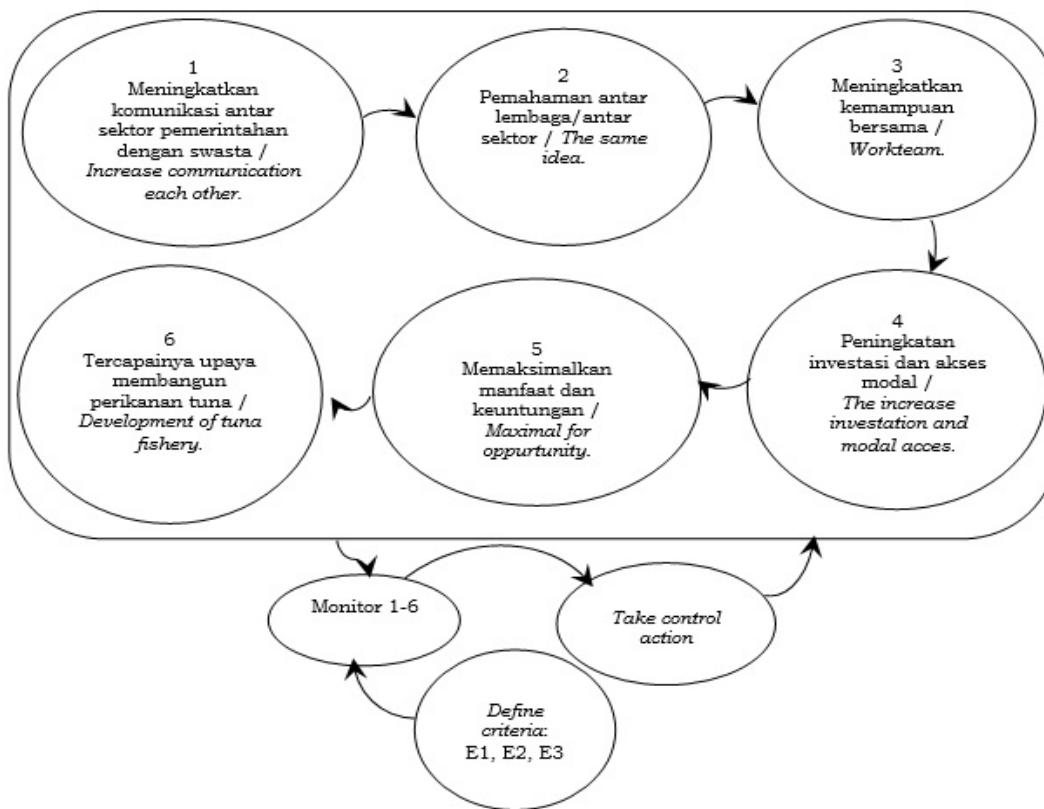 1
Meningkatkan
komunikasi antar
sektor pemerintahan
dengan swasta /
Increase communication
each other.
2
Pemahaman antar
lembaga/antar
sektor / The same
idea.
3
Meningkatkan
kemampuan
bersama /
Workteam.
4
Peningkatan
investasi dan akses
modal /
The increase
investation and
modal acces.
5
Memaksimalkan
manfaat dan
keuntungan /
Maximal for
oppurtunity.
6
Tercapainya upaya
membangun
perikanan tuna /
Development of tuna
fishery.
Monitor 1-6
Take control
action
Define
criteria:
E1, E2, E3